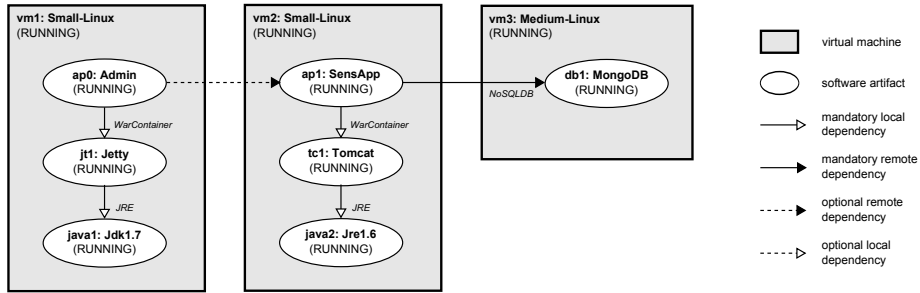 vm1: Small-Linux
(RUNNING)
ap0: Admin
(RUNNING)
WarContainer
jt1: Jetty
(RUNNING)
JRE
java1: Jdk1.7
(RUNNING)
vm2: Small-Linux
(RUNNING)
ap1: SensApp
(RUNNING)
WarContainer
tc1: Tomcat
(RUNNING)
JRE
java2: Jre1.6
(RUNNING)
NoSQLDB
vm3: Medium-Linux
(RUNNING)
db1: MongoDB
(RUNNING)
virtual machine
software artifact
mandatory local
dependency
mandatory remote
dependency
optional remote
dependency
optional local
dependency